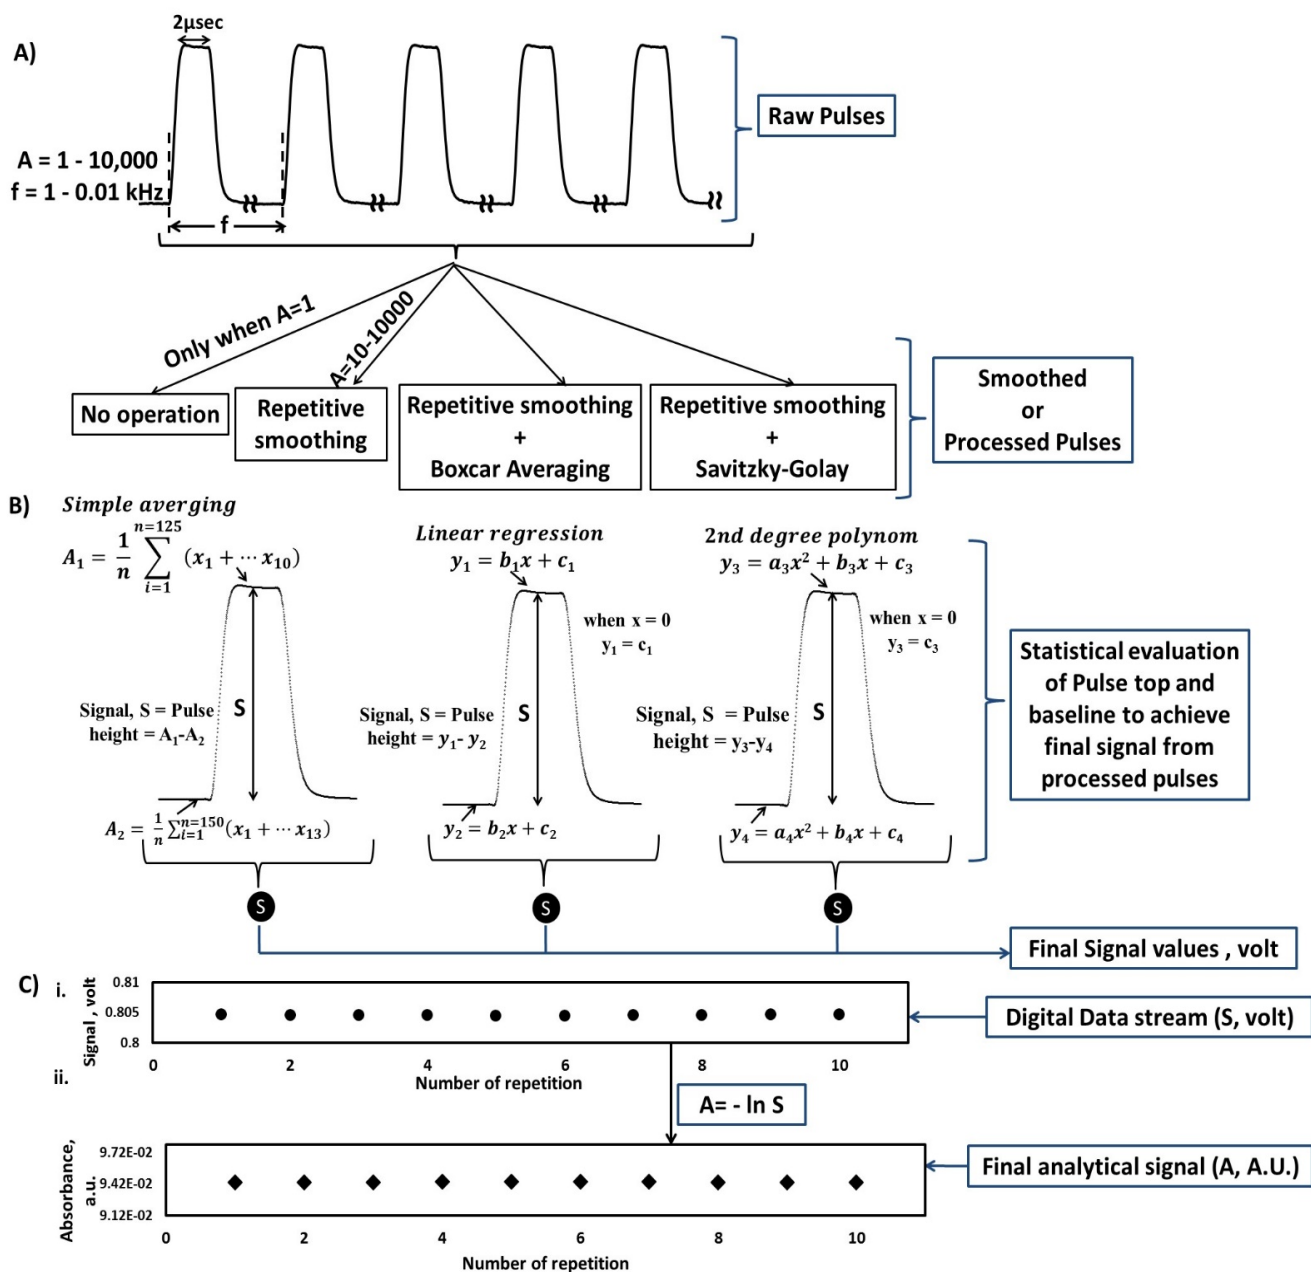 2μsec
A)
Raw Pulses
A = 1 - 10,000
f = 1 - 0.01 kHz
f
Only when A=1
A=10-10000
No operation
Repetitive
smoothing
Repetitive smoothing
+
Boxcar Averaging
Repetitive smoothing
+
Savitzky-Golay
Smoothed
or
Processed Pulses
B)
Simple averging
A₁ = 1/n ∑ᵢ₌₁ⁿ⁼¹²⁵ (x₁ + ⋯ x₁₀)
S
Signal, S = Pulse
height = A₁-A₂
A₂ = 1/n ∑ᵢ₌₁ⁿ⁼¹⁵⁰(x₁ + ⋯ x₁₃)
S
Linear regression
y₁ = b₁x + c₁
when x = 0
y₁ = c₁
S
Signal, S = Pulse
height = y₁- y₂
y₂ = b₂x + c₂
S
2nd degree polynom
y₃ = a₃x² + b₃x + c₃
when x = 0
y₃ = c₃
S
Signal, S = Pulse
height = y₃-y₄
y₄ = a₄x² + b₄x + c₄
S
Statistical evaluation
of Pulse top and
baseline to achieve
final signal from
processed pulses
Final Signal values , volt
C)
i.
Signal , volt
0.81
0.805
0.8
0 2 4 6 8 10
Number of repetition
Digital Data stream (S, volt)
A= - ln S
ii.
Absorbance,
a.u.
9.72E-02
9.42E-02
9.12E-02
0 2 4 6 8 10
Number of repetition
Final analytical signal (A, A.U.)